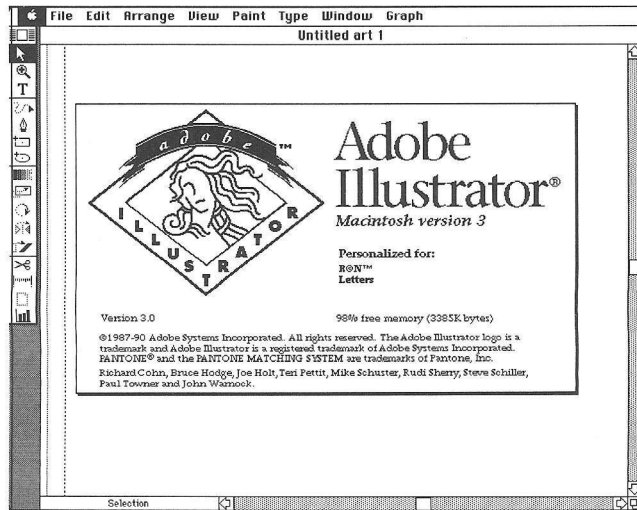 File Edit Arrange View Paint Type Window Graph
Untitled art 1
T
adobe™
ILLUSTRATOR
Adobe
Illustrator®
Macintosh version 3
Personalized for:
R⊙N™
Letters
Version 3.0
98% free memory (3385K bytes)
©1987-90 Adobe Systems Incorporated. All rights reserved. The Adobe Illustrator logo is a
trademark and Adobe Illustrator is a registered trademark of Adobe Systems Incorporated.
PANTONE® and the PANTONE MATCHING SYSTEM are trademarks of Pantone, Inc.
Richard Cohn, Bruce Hodge, Joe Holt, Teri Pettit, Mike Schuster, Rudi Sherry, Steve Schiller,
Paul Towner and John Warnock.
Selection